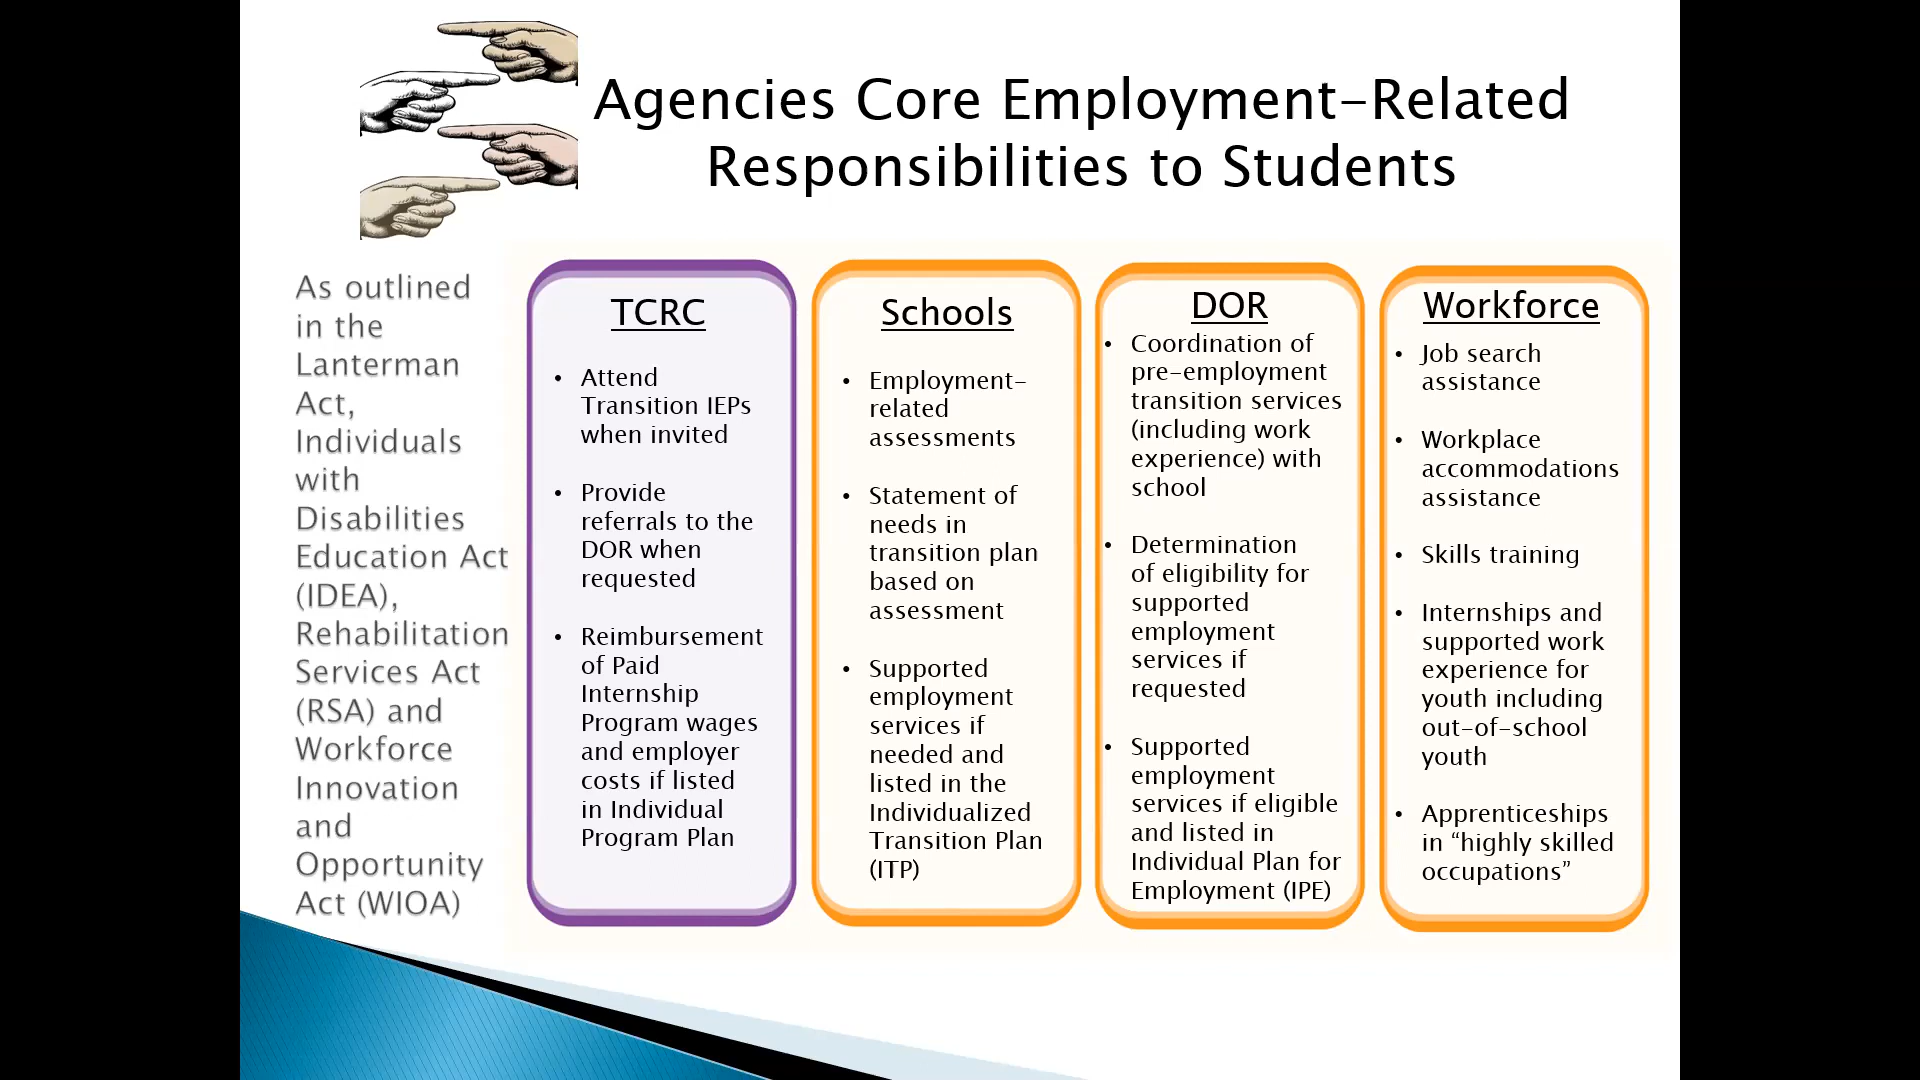 Agencies Core Employment-Related
Responsibilities to Students
As outlined
in the
Lanterman
Act,
Individuals
with
Disabilities
Education Act
(IDEA),
Rehabilitation
Services Act
(RSA) and
Workforce
Innovation
and
Opportunity
Act (WIOA)
TCRC
• Attend
Transition IEPs
when invited
• Provide
referrals to the
DOR when
requested
• Reimbursement
of Paid
Internship
Program wages
and employer
costs if listed
in Individual
Program Plan
Schools
• Employment-
related
assessments
• Statement of
needs in
transition plan
based on
assessment
• Supported
employment
services if
needed and
listed in the
Individualized
Transition Plan
(ITP)
DOR
• Coordination of
pre-employment
transition services
(including work
experience) with
school
• Determination
of eligibility for
supported
employment
services if
requested
• Supported
employment
services if eligible
and listed in
Individual Plan for
Employment (IPE)
Workforce
• Job search
assistance
• Workplace
accommodations
assistance
• Skills training
• Internships and
supported work
experience for
youth including
out-of-school
youth
• Apprenticeships
in “highly skilled
occupations”